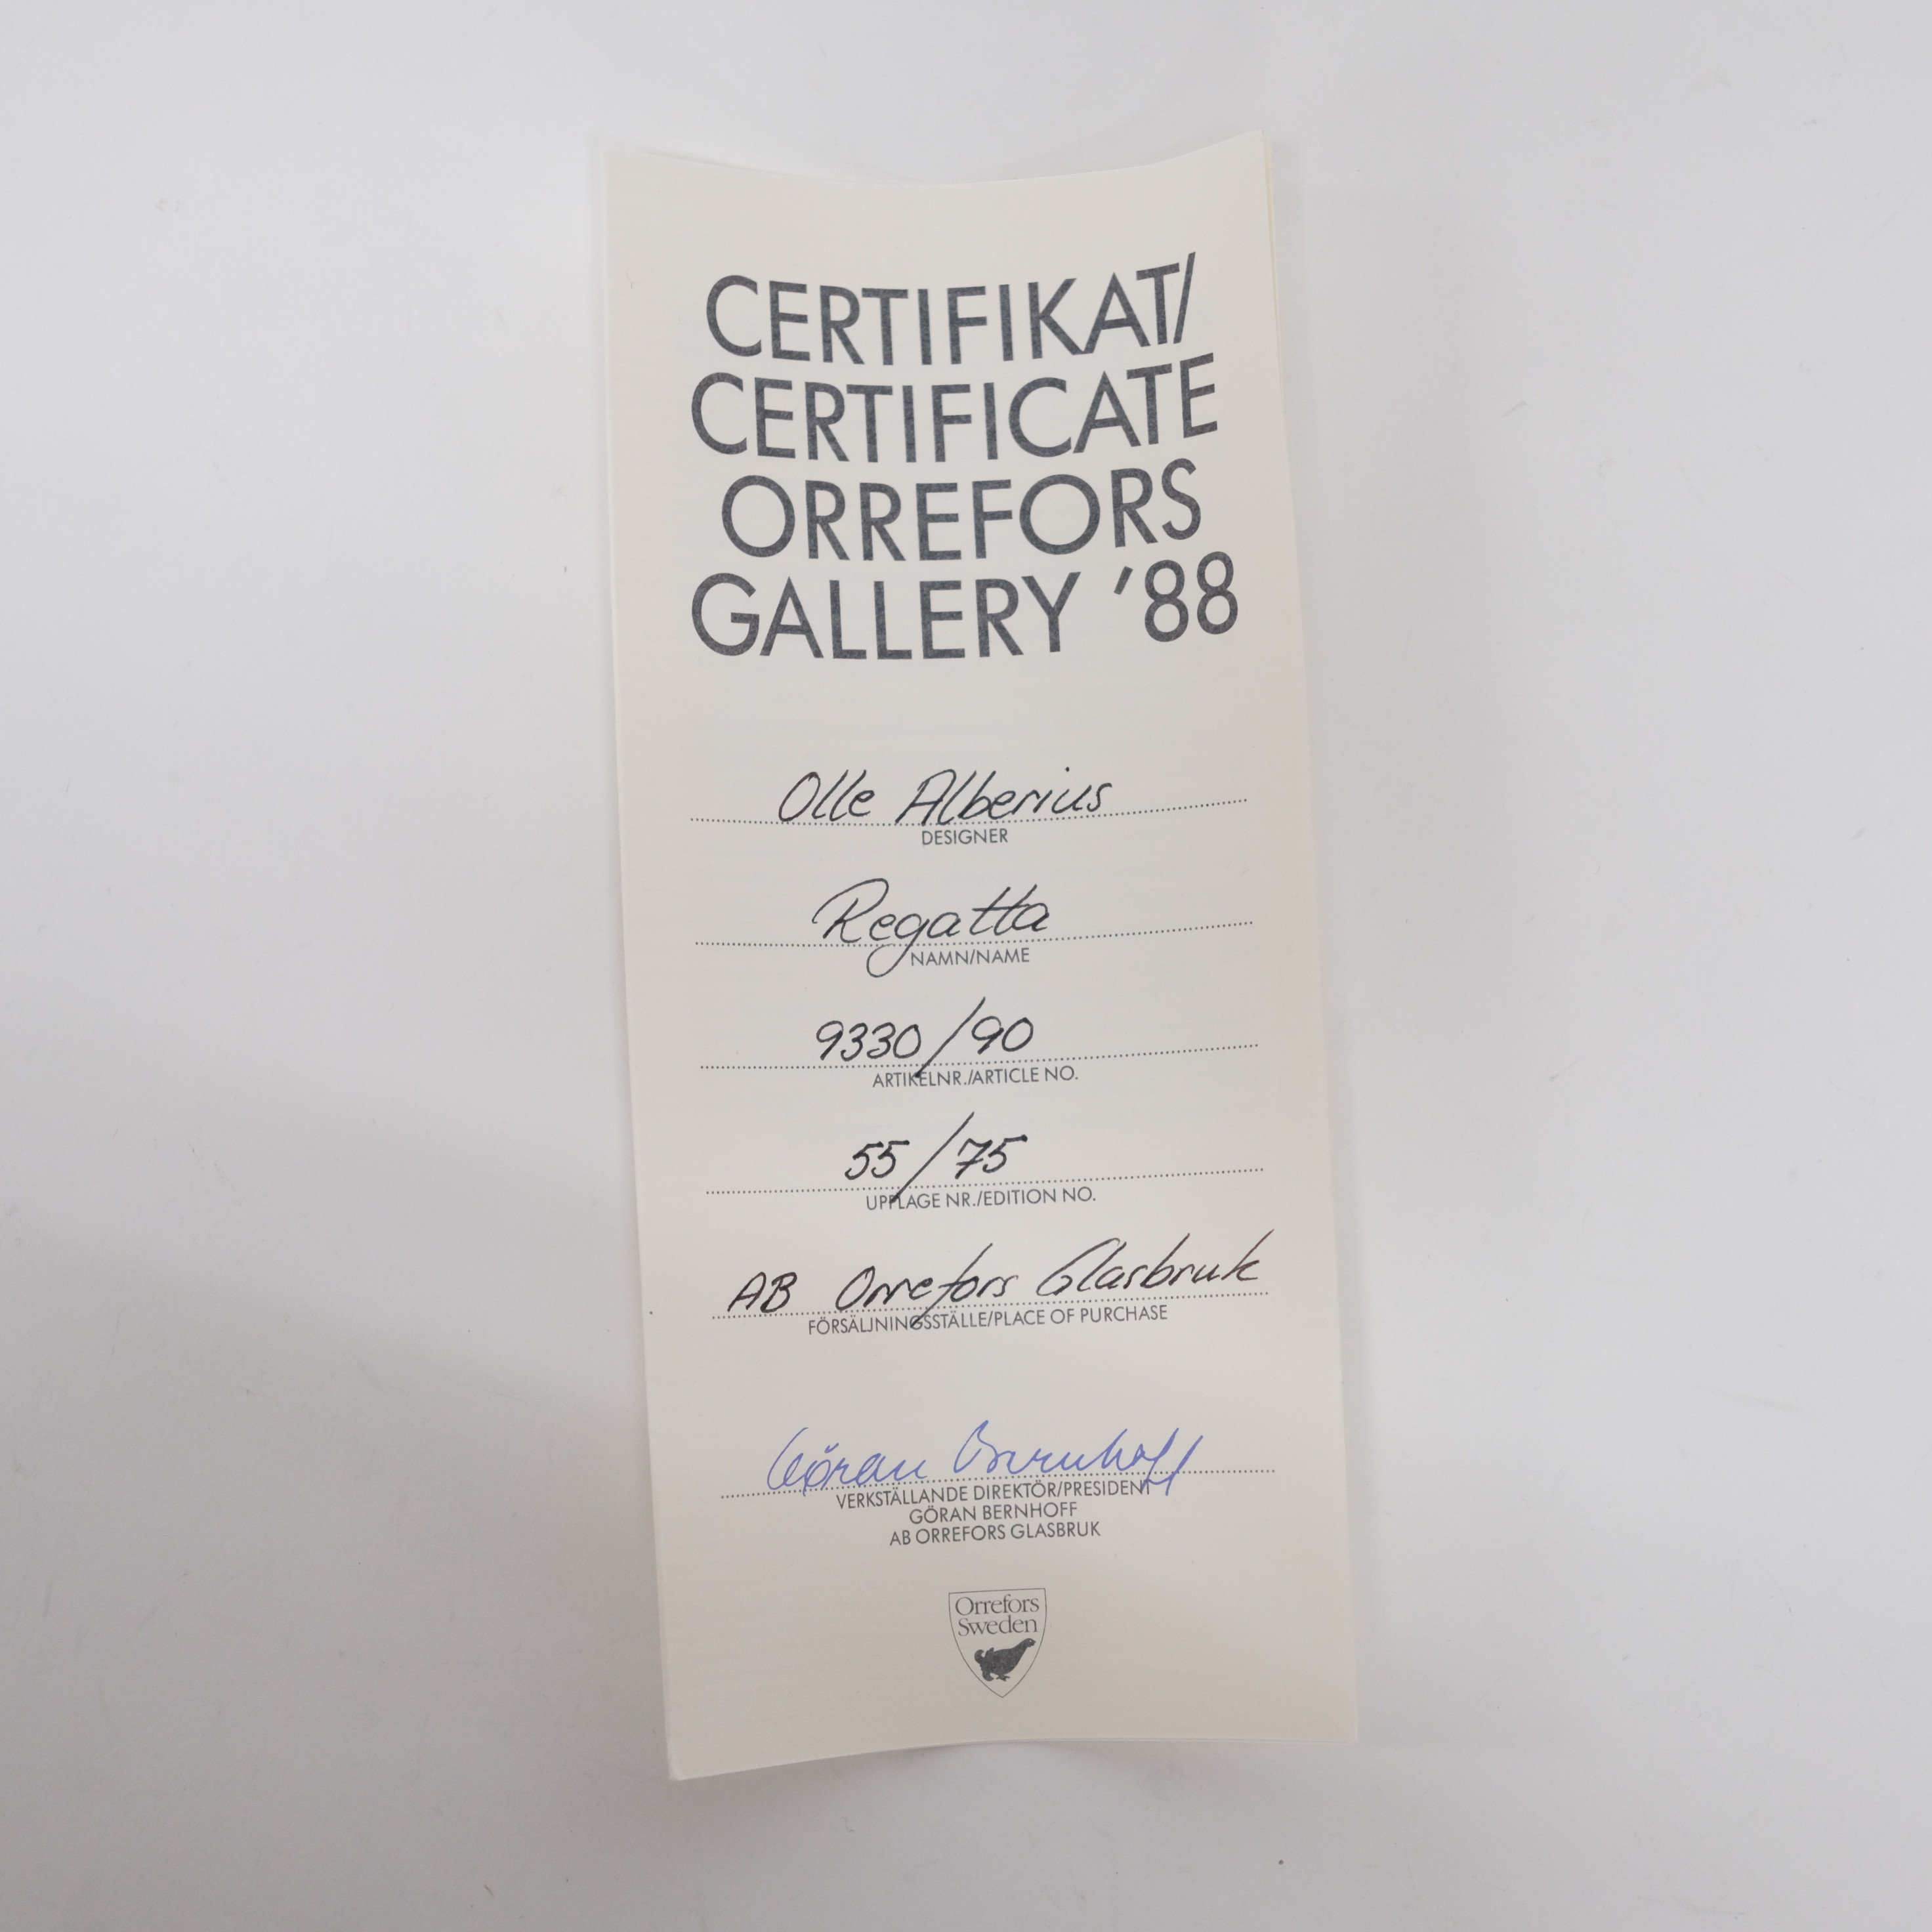 CERTIFIKAT/
CERTIFICATE
ORREFORS
GALLERY '88
Olle Alberius
DESIGNER
Regatta
NAMN/NAME
9330/90
ARTIKELNR./ARTICLE NO.
55/75
UPPLAGE NR./EDITION NO.
AB Orrefors Glasbruk
FÖRSÄLJNINGSSTÄLLE/PLACE OF PURCHASE
Göran Bernhoff
VERKSTÄLLANDE DIREKTÖR/PRESIDENT
GÖRAN BERNHOFF
AB ORREFORS GLASBRUK
Orrefors
Sweden